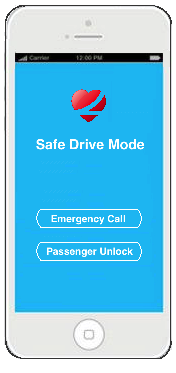 Carrier 12:00 PM
Safe Drive Mode
Emergency Call
Passenger Unlock